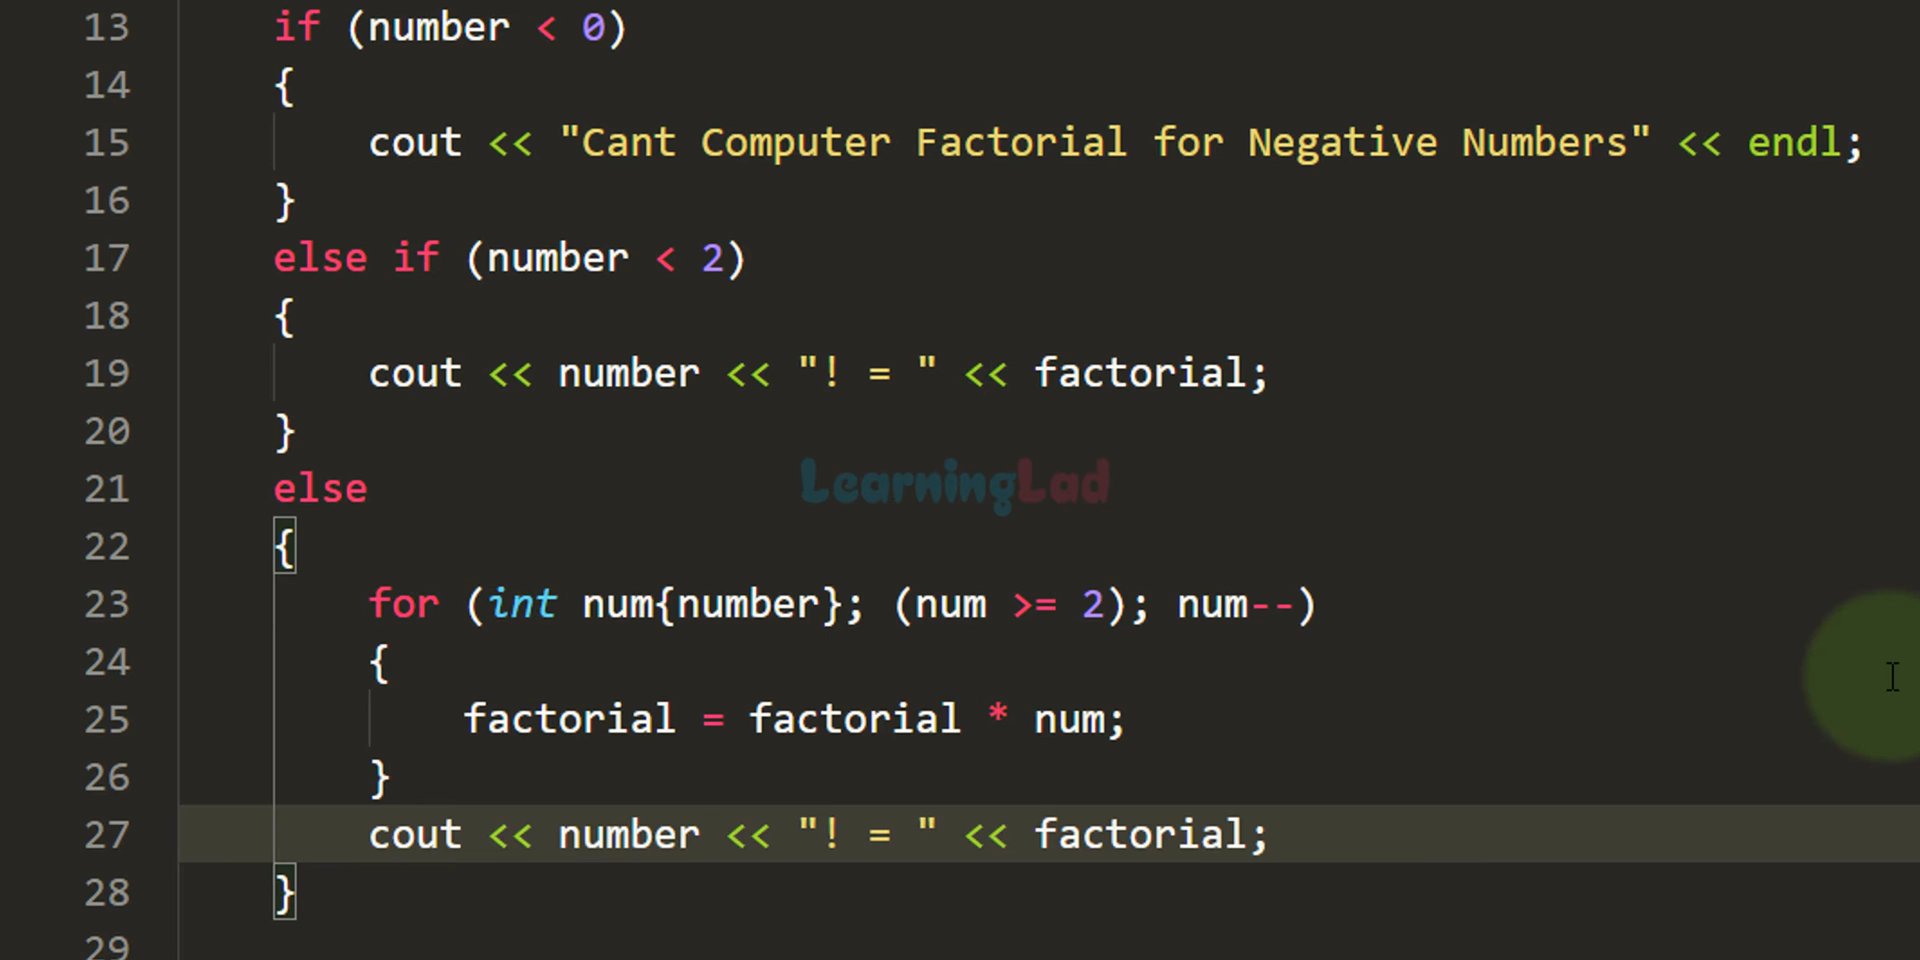 13 if (number < 0)
14 {
15 cout << "Cant Computer Factorial for Negative Numbers" << endl;
16 }
17 else if (number < 2)
18 {
19 cout << number << "! = " << factorial;
20 }
LearningLad
21 else
22 {
23 for (int num{number}; (num >= 2); num--)
24 {
25 factorial = factorial * num;
26 }
27 cout << number << "! = " << factorial;
28 }
29